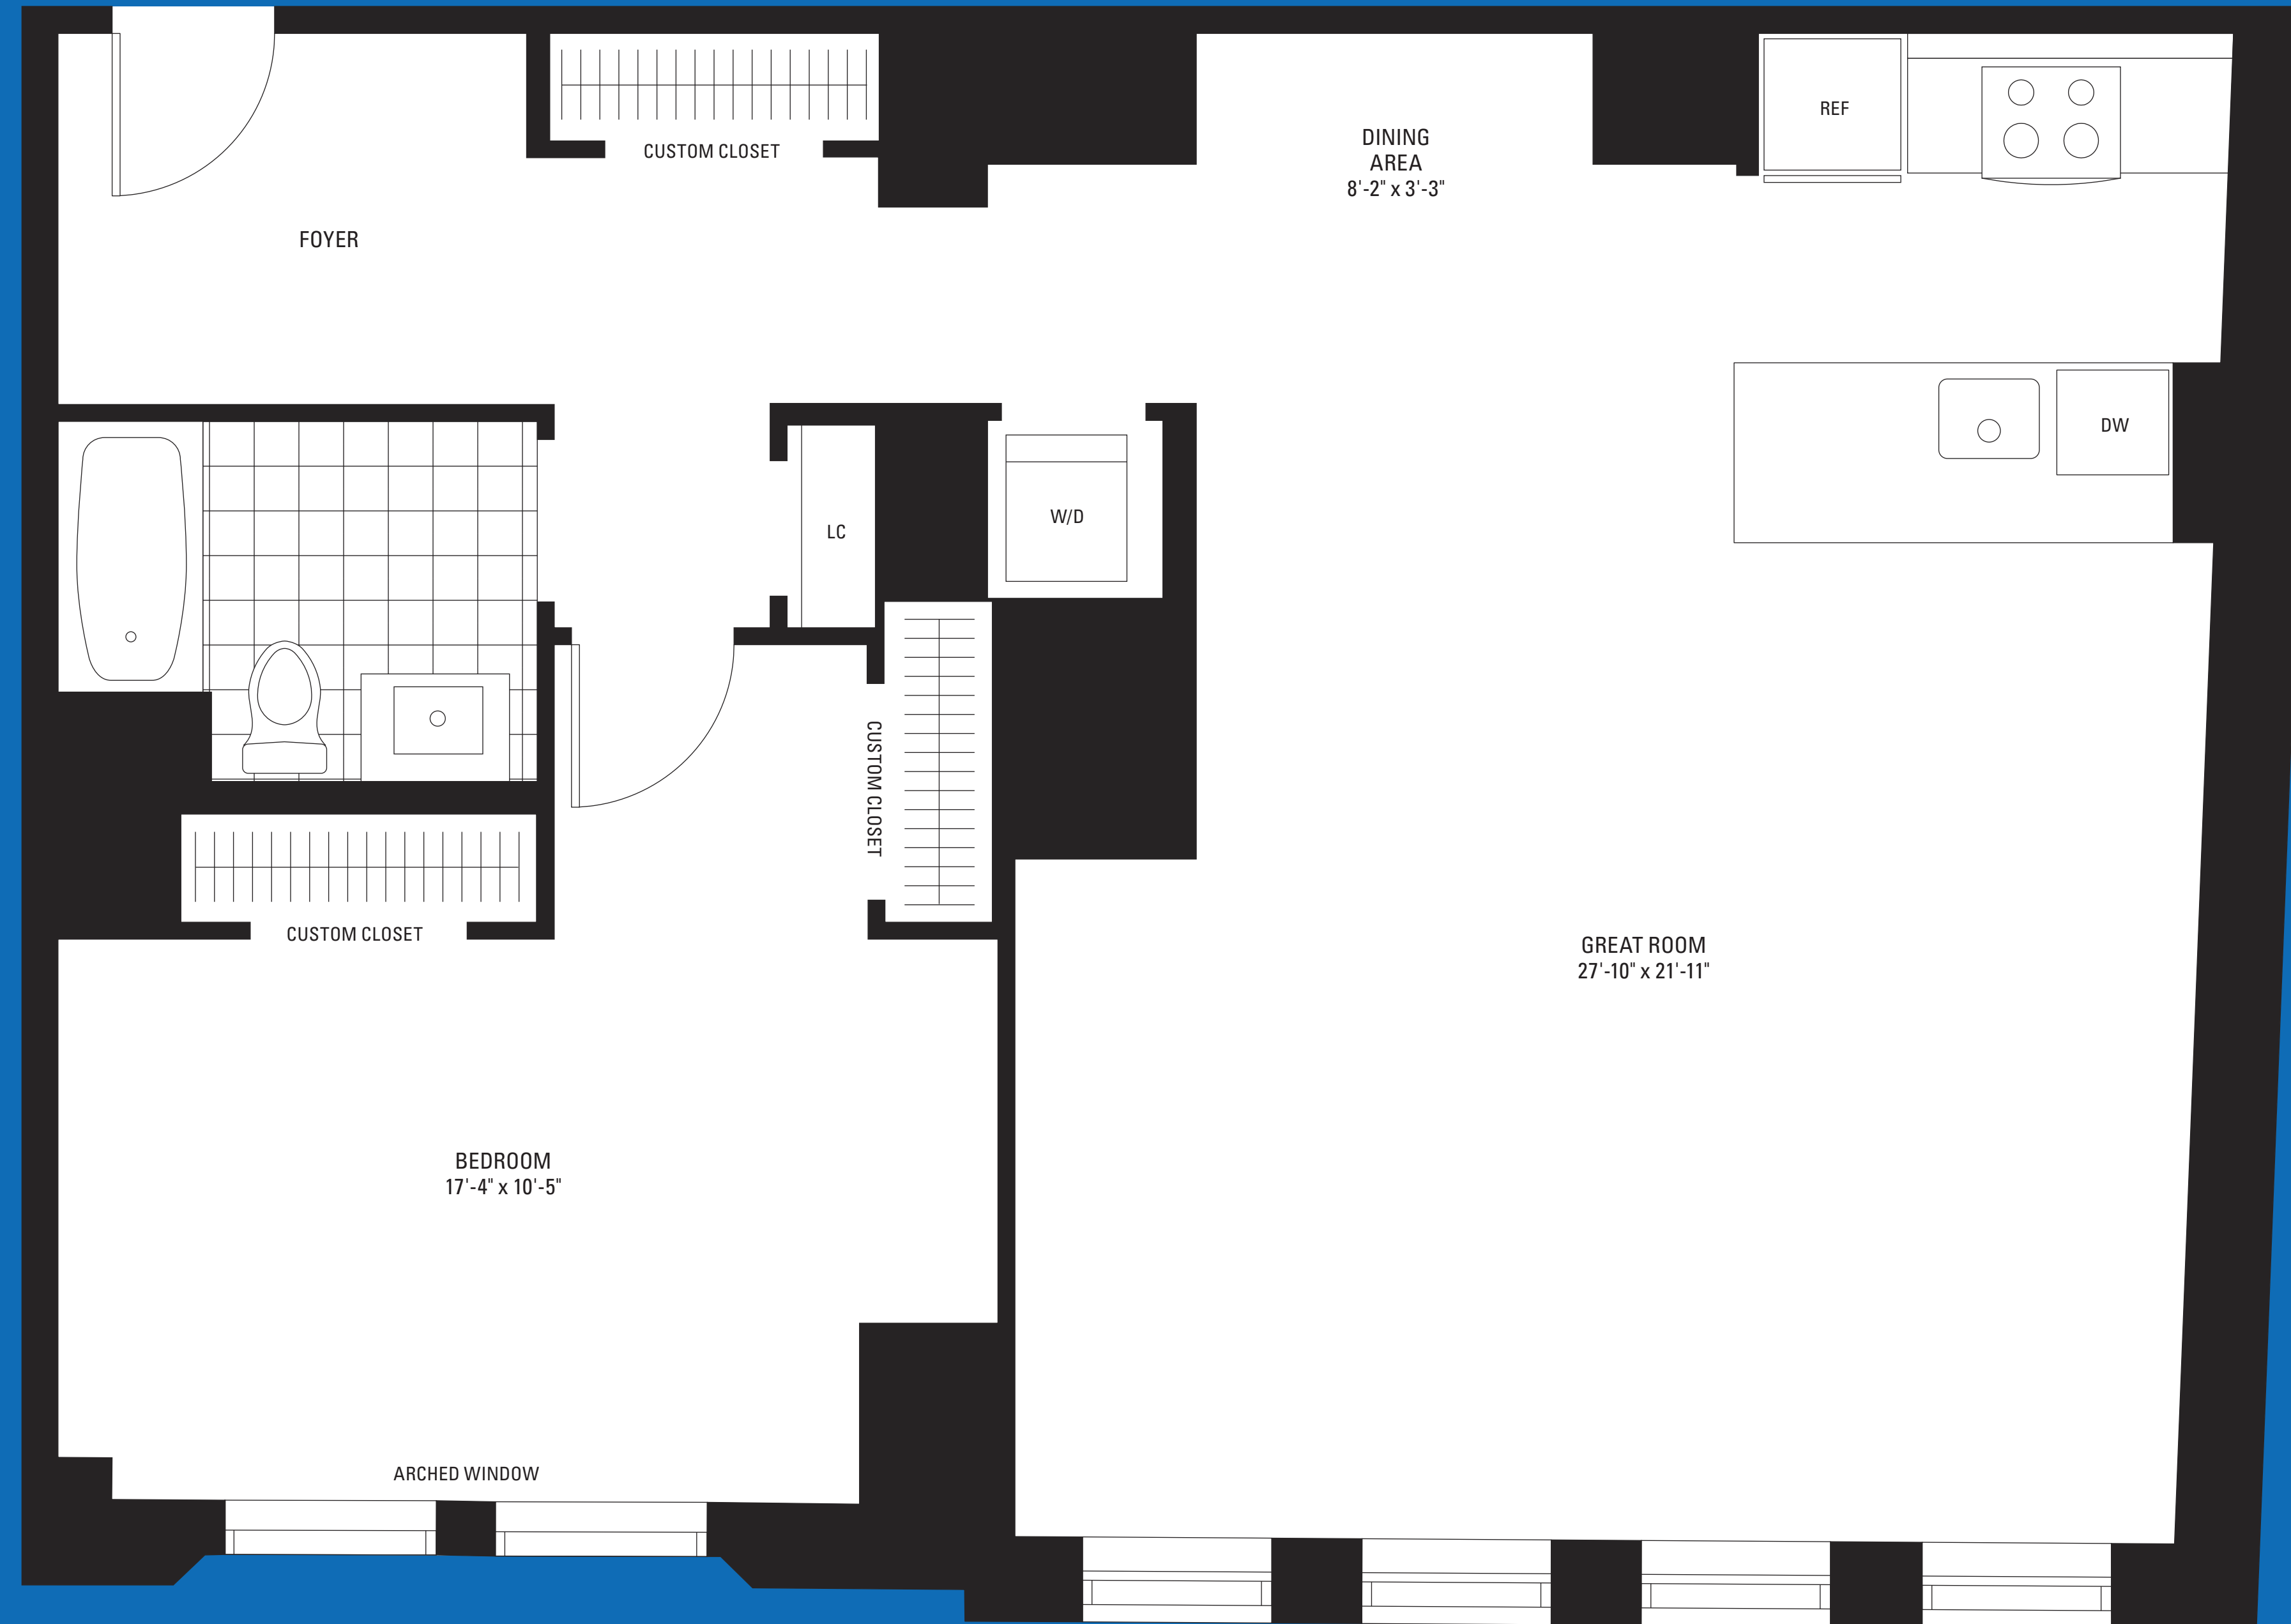 CUSTOM CLOSET
REF
DINING
AREA
8'-2" x 3'-3"
FOYER
DW
W/D
LC
CUSTOM CLOSET
CUSTOM CLOSET
GREAT ROOM
27'-10" x 21'-11"
BEDROOM
17'-4" x 10'-5"
ARCHED WINDOW